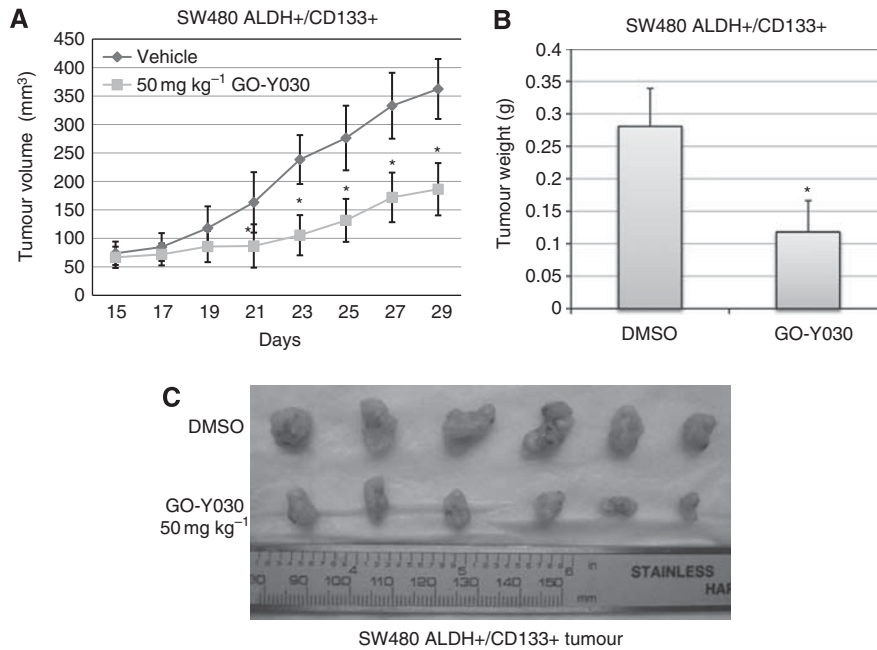 A
SW480 ALDH+/CD133+
Tumour volume (mm³)
450
400
350
300
250
200
150
100
50
0
Vehicle
50 mg kg⁻¹ GO-Y030
*
*
*
*
*
15 17 19 21 23 25 27 29
Days
B
SW480 ALDH+/CD133+
Tumour weight (g)
0.4
0.35
0.3
0.25
0.2
0.15
0.1
0.05
0
*
DMSO GO-Y030
C
DMSO
GO-Y030
50 mg kg⁻¹
4 5 6 in
90 100 110 120 130 140 150 mm
STAINLESS
HAR
SW480 ALDH+/CD133+ tumour